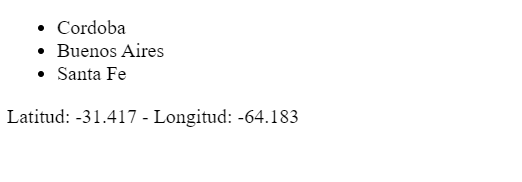 Cordoba
Buenos Aires
Santa Fe
Latitud: -31.417 - Longitud: -64.183